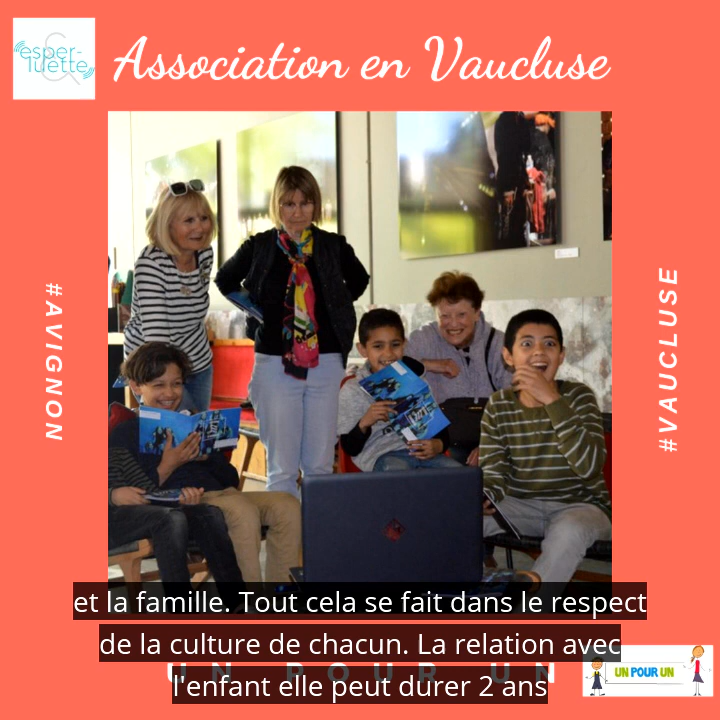 esper-
luette
&
Association en Vaucluse
#AVIGNON
#VAUCLUSE
et la famille. Tout cela se fait dans le respect
de la culture de chacun. La relation avec
l'enfant elle peut durer 2 ans
UN POUR UN
UN POUR UN